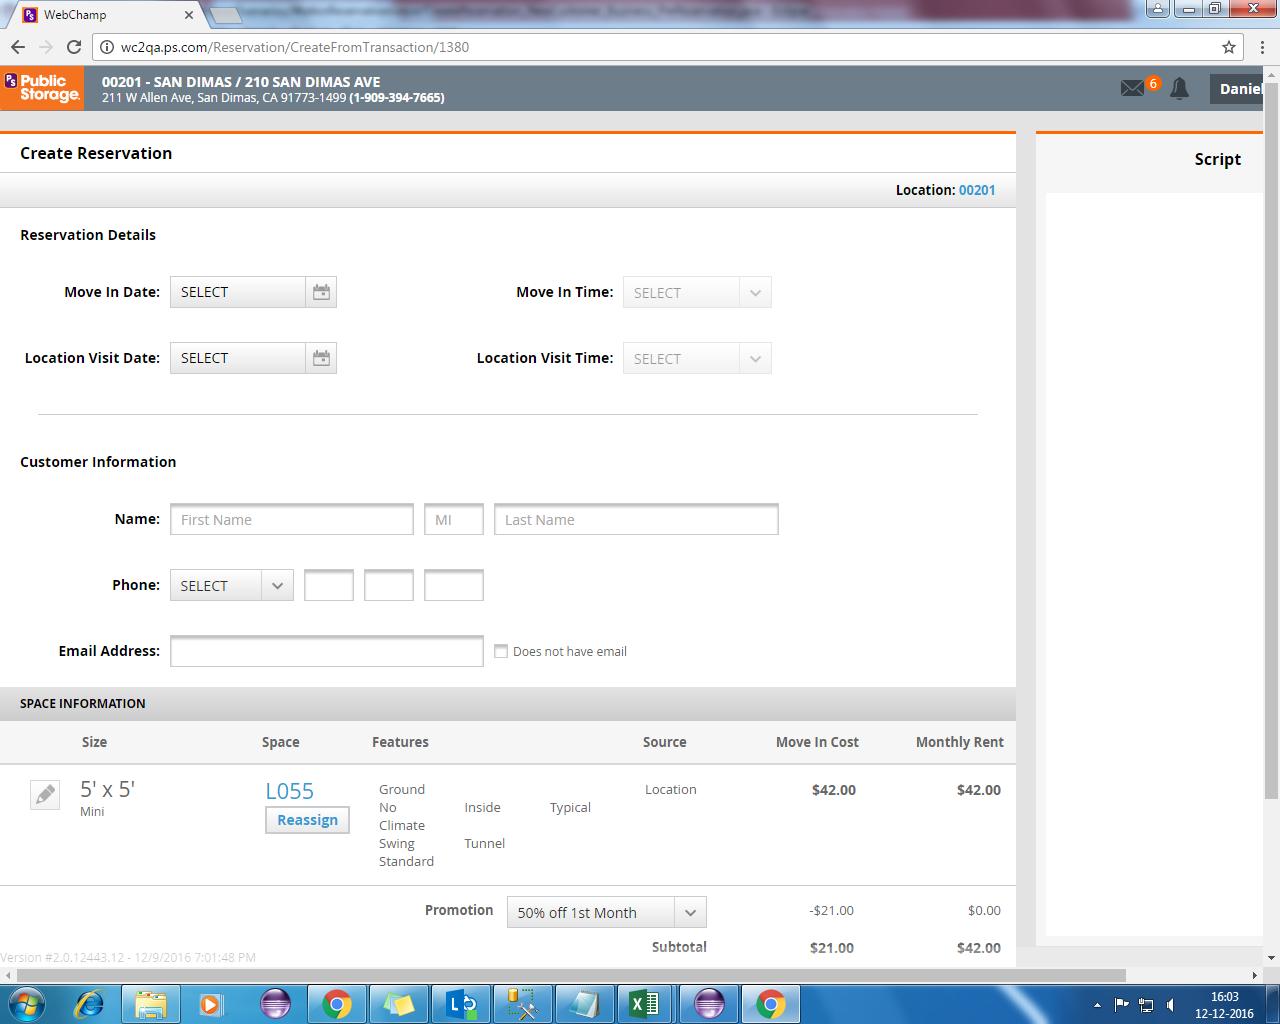 WebChamp
wc2qa.ps.com/Reservation/CreateFromTransaction/1380
PS Public Storage.
00201 - SAN DIMAS / 210 SAN DIMAS AVE
211 W Allen Ave, San Dimas, CA 91773-1499 (1-909-394-7665)
6
Daniel
Create Reservation
Script
Location: 00201
Reservation Details
Move In Date: SELECT Move In Time: SELECT
Location Visit Date: SELECT Location Visit Time: SELECT
Customer Information
Name: First Name MI Last Name
Phone: SELECT
Email Address: Does not have email
SPACE INFORMATION
Size Space Features Source Move In Cost Monthly Rent
5' x 5' L055 Ground Location $42.00 $42.00
Mini Reassign No Inside Typical
Climate
Swing Tunnel
Standard
Promotion 50% off 1st Month -$21.00 $0.00
Subtotal $21.00 $42.00
Version #2.0.12443.12 - 12/9/2016 7:01:48 PM
16:03
12-12-2016